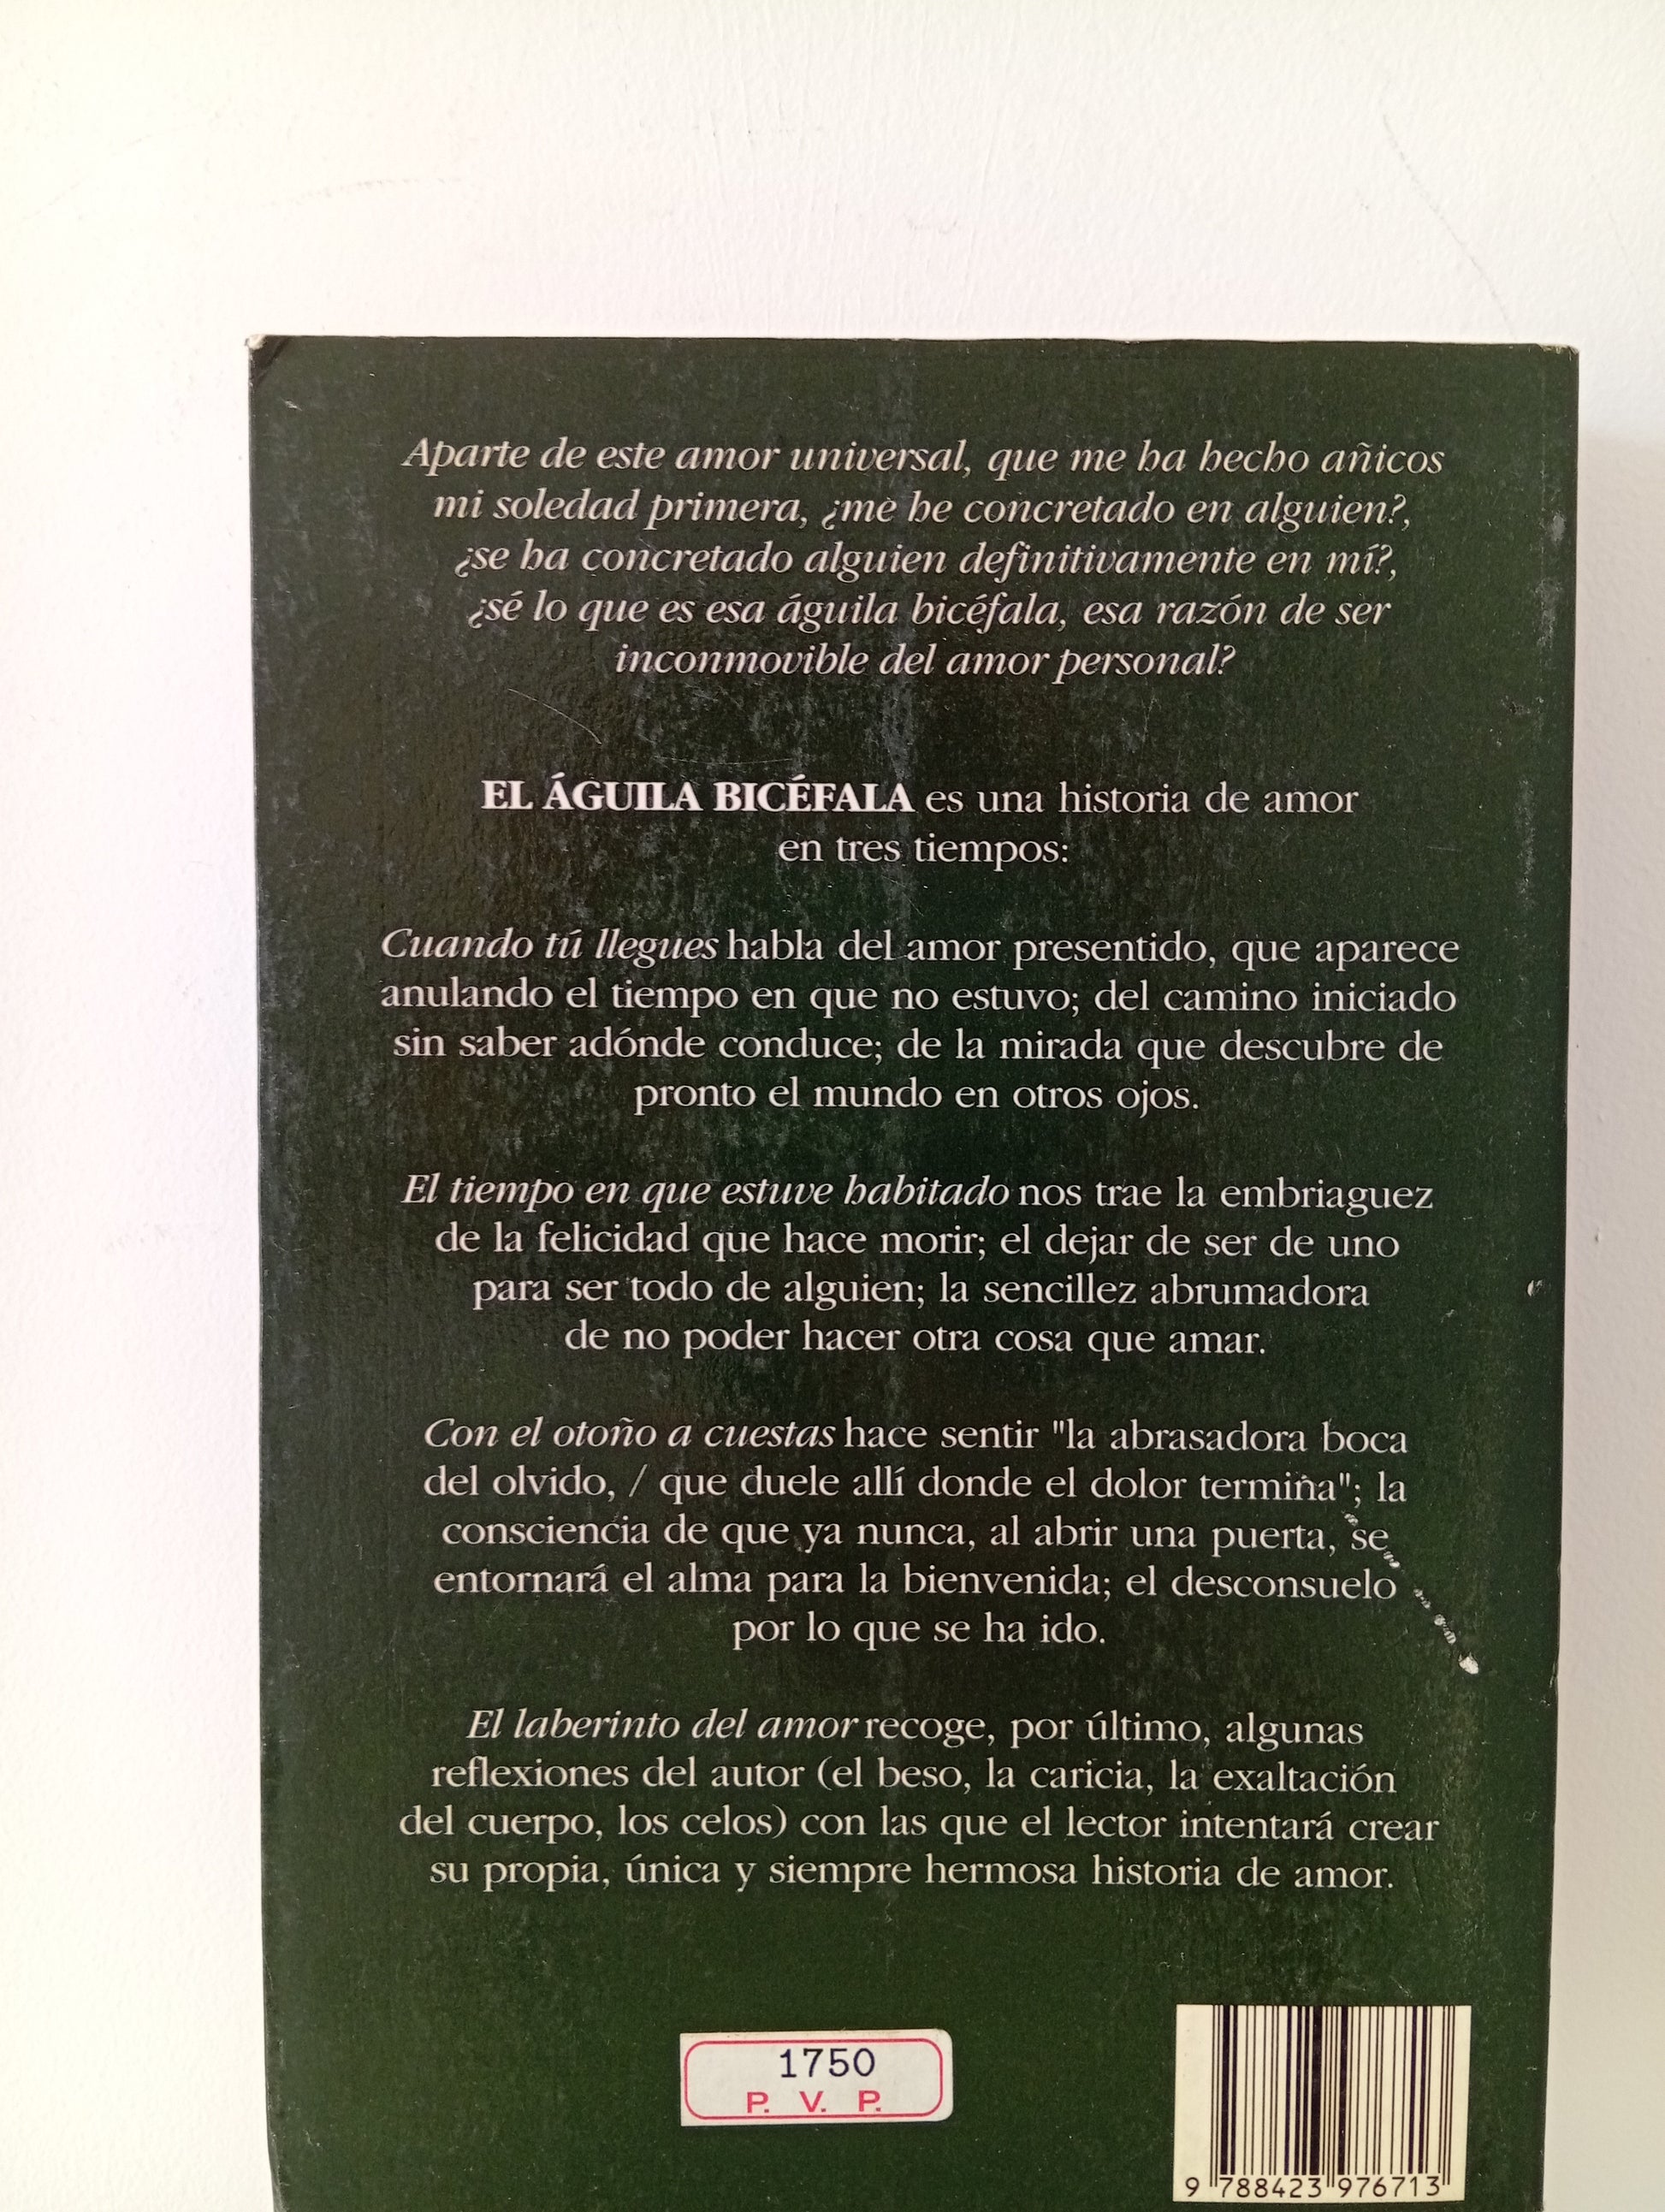 Aparte de este amor universal, que me ha hecho añicos
mi soledad primera, ¿me he concretado en alguien?,
¿se ha concretado alguien definitivamente en mí?,
¿sé lo que es esa águila bicéfala, esa razón de ser
inconmovible del amor personal?
EL ÁGUILA BICÉFALA es una historia de amor
en tres tiempos:
Cuando tú llegues habla del amor presentido, que aparece
anulando el tiempo en que no estuvo; del camino iniciado
sin saber adónde conduce; de la mirada que descubre de
pronto el mundo en otros ojos.
El tiempo en que estuve habitado nos trae la embriaguez
de la felicidad que hace morir; el dejar de ser de uno
para ser todo de alguien; la sencillez abrumadora
de no poder hacer otra cosa que amar.
Con el otoño a cuestas hace sentir "la abrasadora boca
del olvido, / que duele allí donde el dolor termina"; la
consciencia de que ya nunca, al abrir una puerta, se
entornará el alma para la bienvenida; el desconsuelo
por lo que se ha ido.
El laberinto del amor recoge, por último, algunas
reflexiones del autor (el beso, la caricia, la exaltación
del cuerpo, los celos) con las que el lector intentará crear
su propia, única y siempre hermosa historia de amor.
1750
P. V. P.
9 788423 976713